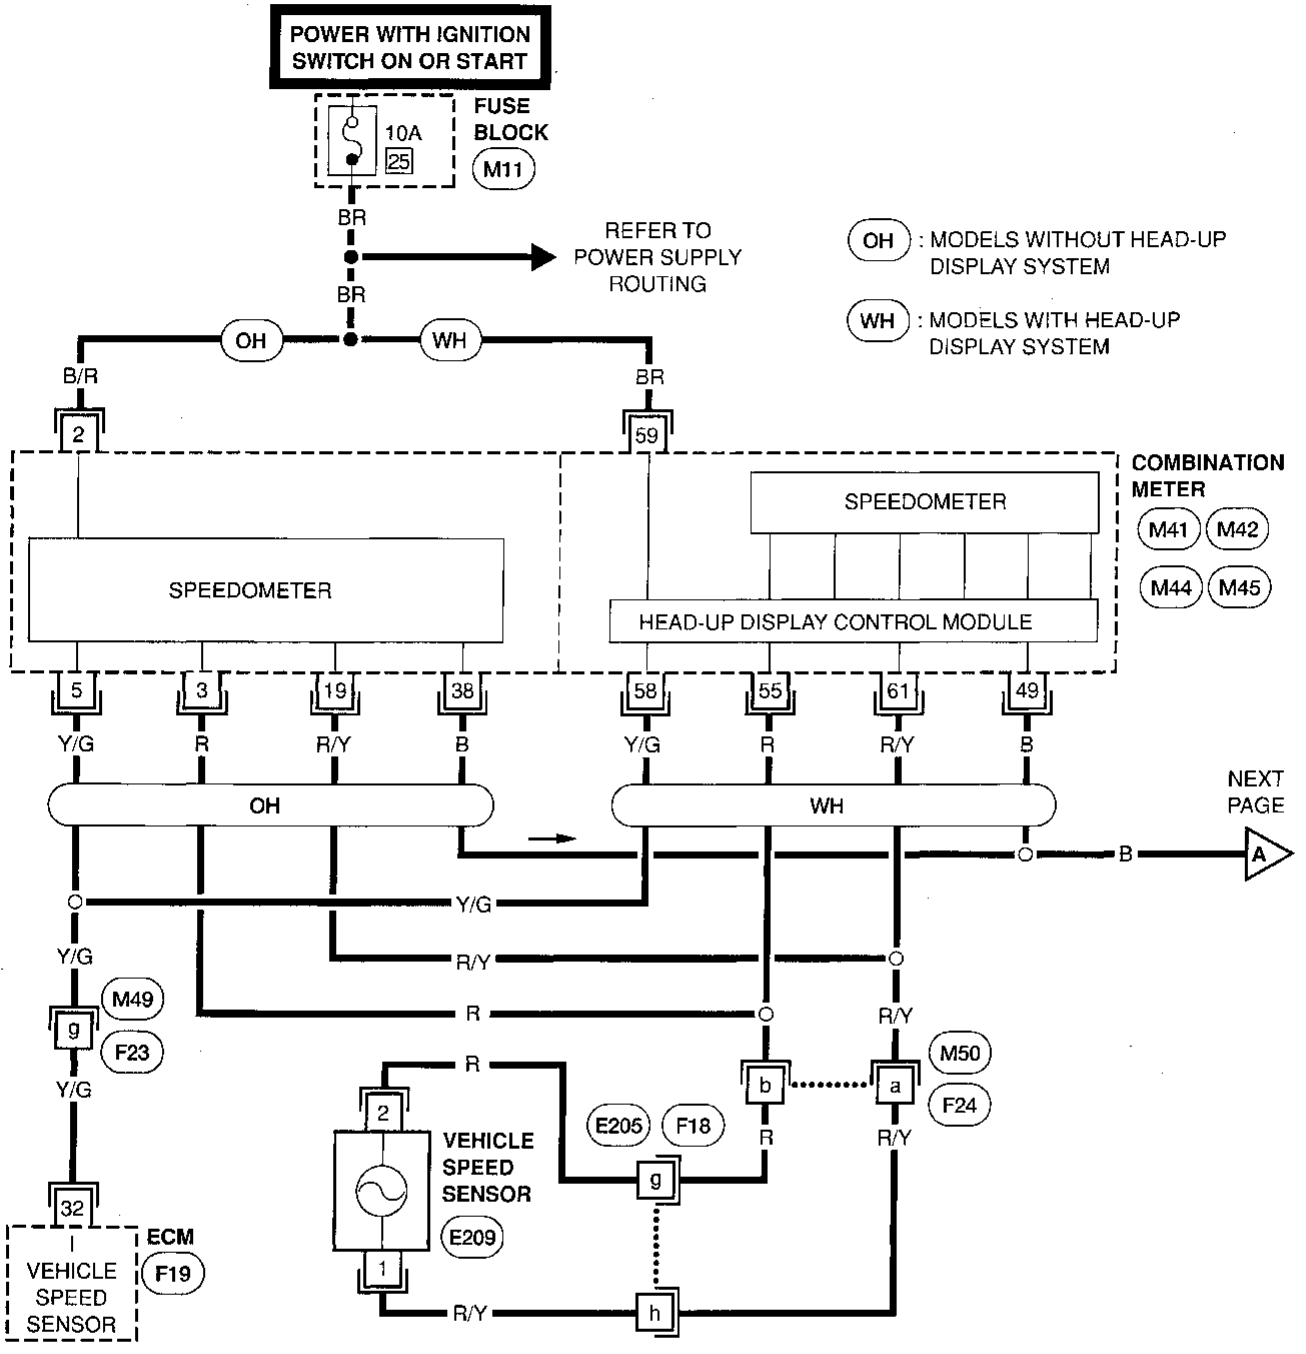 POWER WITH IGNITION
SWITCH ON OR START
FUSE
BLOCK
M11
10A
25
BR
REFER TO
POWER SUPPLY
ROUTING
OH : MODELS WITHOUT HEAD-UP
DISPLAY SYSTEM
BR
WH : MODELS WITH HEAD-UP
DISPLAY SYSTEM
OH WH
B/R BR
2 59
COMBINATION
METER
M41 M42
M44 M45
SPEEDOMETER
SPEEDOMETER
HEAD-UP DISPLAY CONTROL MODULE
5 3 19 38 58 55 61 49
Y/G R R/Y B Y/G R R/Y B
OH WH
NEXT
PAGE
B A
Y/G
Y/G
R/Y
M49
g
F23
R R/Y
Y/G
R
b a
M50
F24
2
E205 F18
R R/Y
VEHICLE
SPEED
SENSOR
E209
g
32
ECM
F19
VEHICLE
SPEED
SENSOR
1
R/Y h